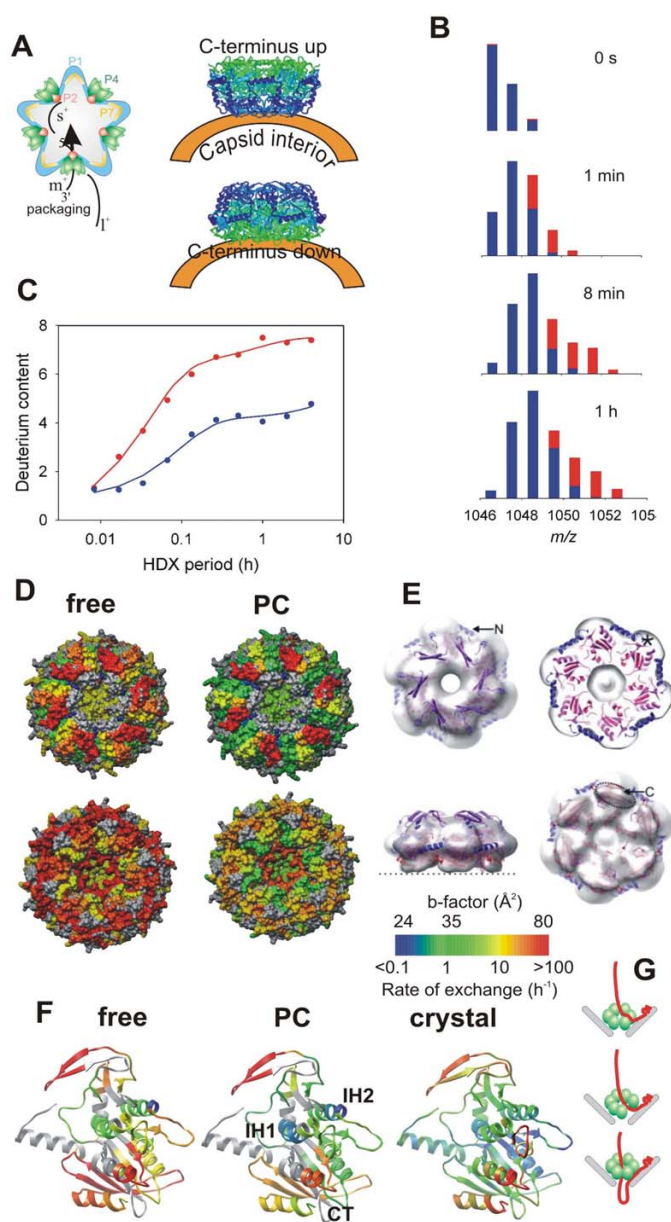 A
P1
P4
P2
P7
s+
5'
m+
3'
packaging
l+
C-terminus up
Capsid interior
C-terminus down
B
0 s
1 min
8 min
1 h
1046 1048 1050 1052 105
m/z
C
8
6
4
2
0
Deuterium content
0.01 0.1 1 10
HDX period (h)
D
free PC
E
N
*
C
b-factor (Å2)
24 35 80
<0.1 1 10 >100
Rate of exchange (h-1)
F
free PC crystal
IH2
IH1
CT
G